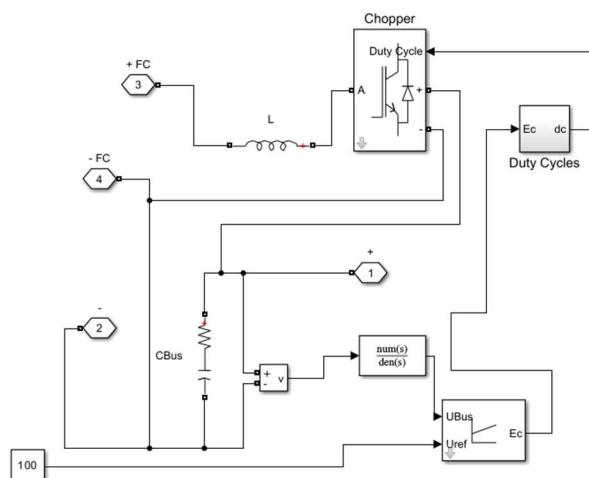 Chopper
Duty Cycle
+ FC
3
A
+
-
L
Ec
dc
Duty Cycles
- FC
4
+
1
-
2
CBus
+
-
v
num(s)
den(s)
UBus
Ec
Uref
100